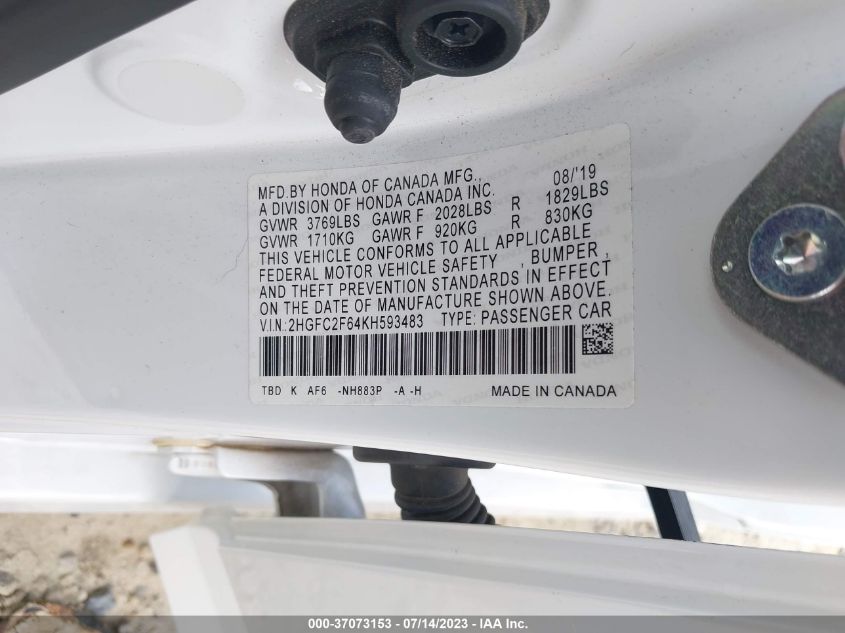 MFD.BY HONDA OF CANADA MFG., 08/'19
A DIVISION OF HONDA CANADA INC.
GVWR 3769LBS GAWR F 2028LBS R 1829LBS
GVWR 1710KG GAWR F 920KG R 830KG
THIS VEHICLE CONFORMS TO ALL APPLICABLE
FEDERAL MOTOR VEHICLE SAFETY , BUMPER ,
AND THEFT PREVENTION STANDARDS IN EFFECT
ON THE DATE OF MANUFACTURE SHOWN ABOVE.
V.I.N.:2HGFC2F64KH593483 TYPE: PASSENGER CAR
TBD K AF6 -NH883P -A -H MADE IN CANADA
000-37073153 - 07/14/2023 - IAA Inc.